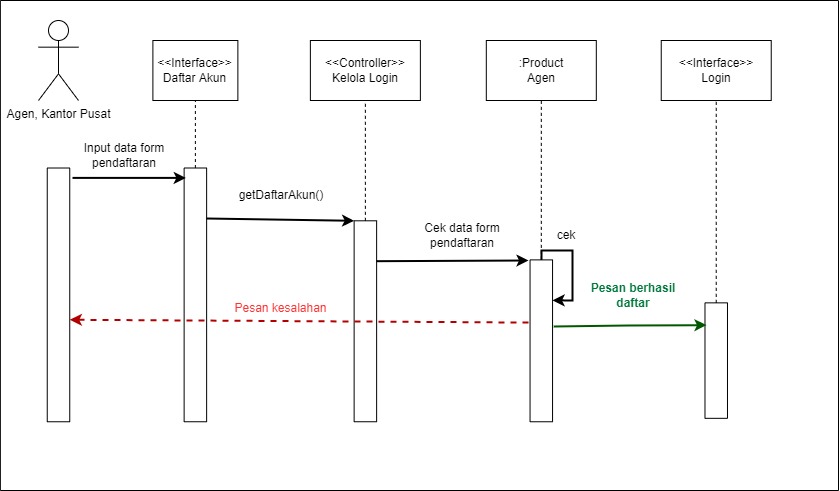 Agen, Kantor Pusat
<<Interface>>
Daftar Akun
<<Controller>>
Kelola Login
:Product
Agen
<<Interface>>
Login
Input data form
pendaftaran
getDaftarAkun()
Cek data form
pendaftaran
cek
Pesan berhasil
daftar
Pesan kesalahan